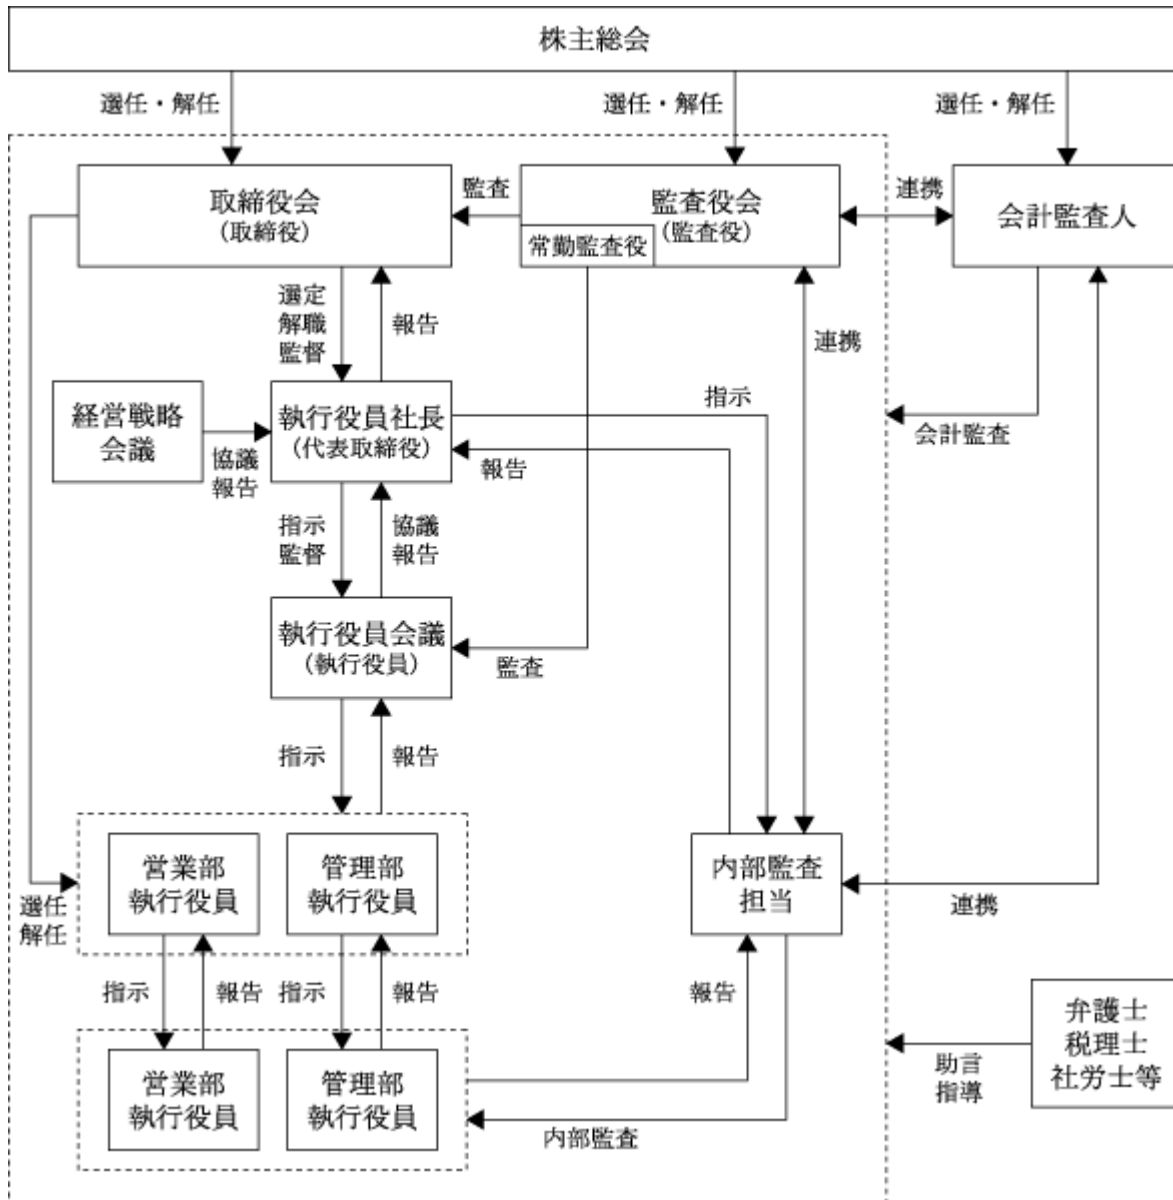 株主総会
選任・解任
選任・解任
選任・解任
取締役会
(取締役)
監査
監査役会
(監査役)
常勤監査役
連携
会計監査人
選定
解職
監督
報告
連携
経営戦略
会議
協議
報告
執行役員社長
(代表取締役)
指示
報告
会計監査
指示
監督
協議
報告
執行役員会議
(執行役員)
監査
指示
報告
営業部
執行役員
管理部
執行役員
内部監査
担当
選任
解任
連携
指示
報告
指示
報告
報告
弁護士
税理士
社労士等
助言
指導
営業部
執行役員
管理部
執行役員
内部監査